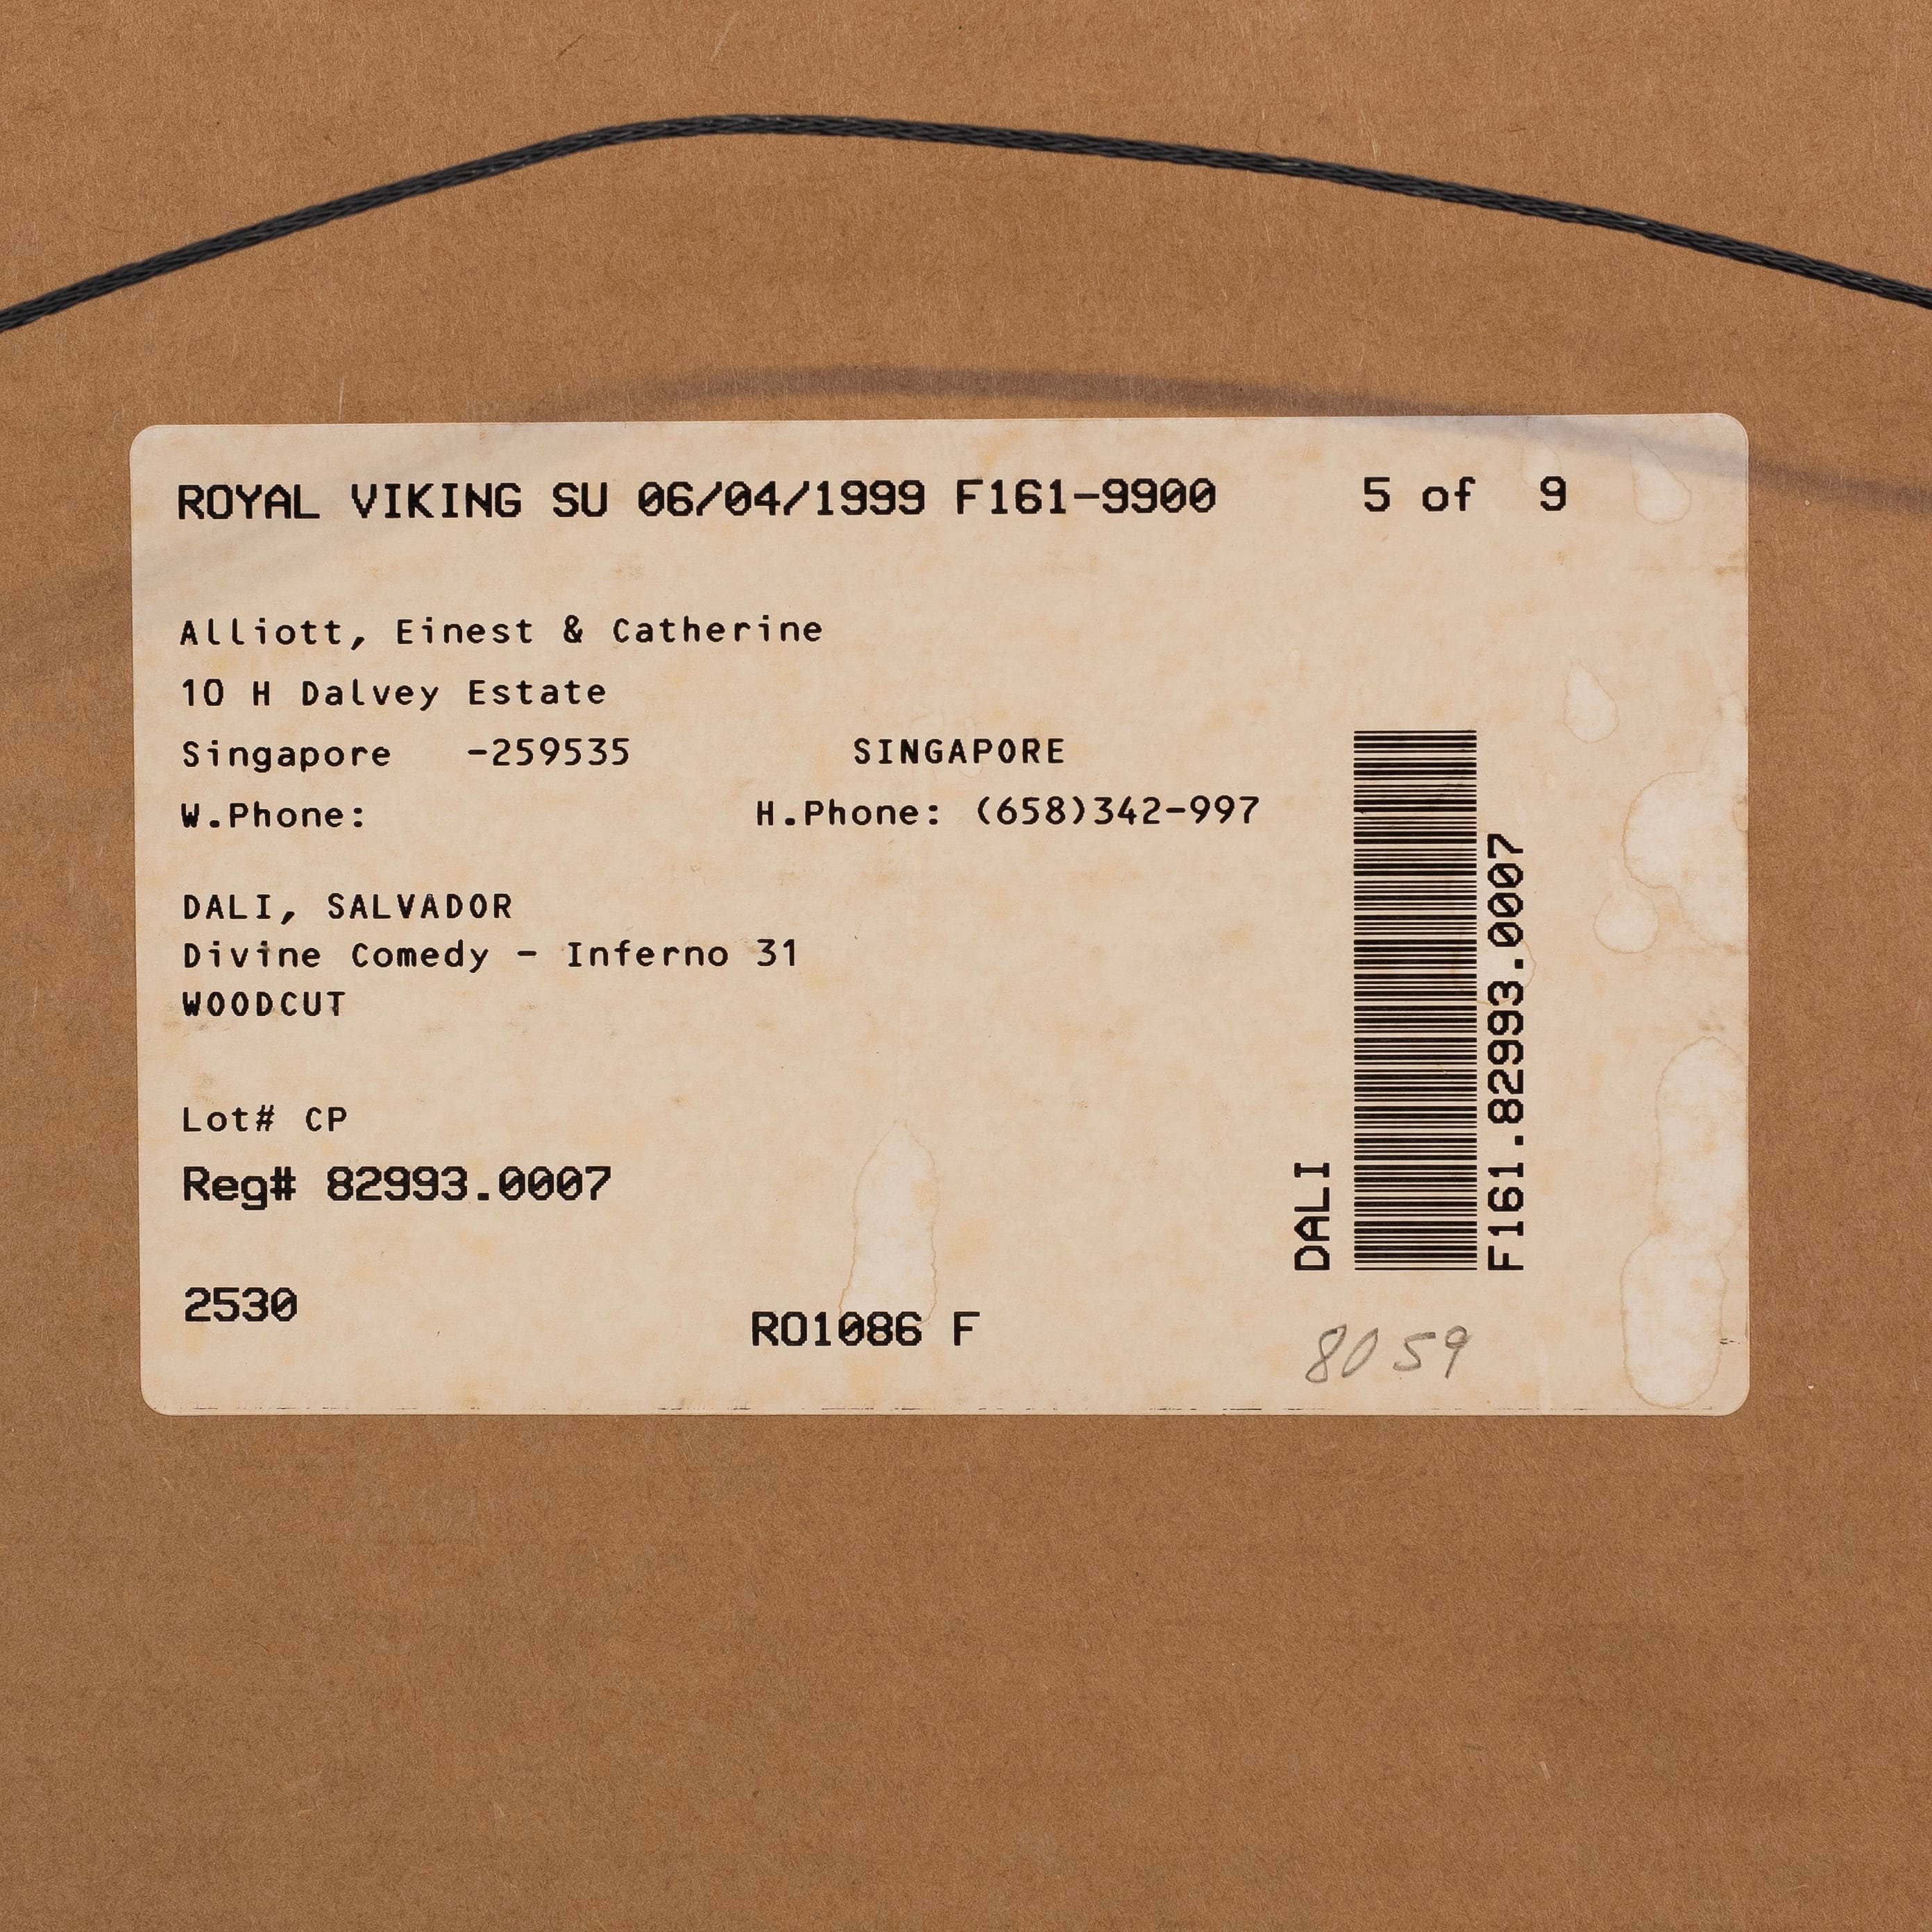 ROYAL VIKING SU 06/04/1999 F161-9900 5 of 9
Alliott, Einest & Catherine
10 H Dalvey Estate
Singapore -259535 SINGAPORE
W.Phone: H.Phone: (658)342-997
DALI, SALVADOR
Divine Comedy - Inferno 31
WOODCUT
Lot# CP
Reg# 82993.0007
2530
RO1086 F
DALI
F161.82993.0007
8059